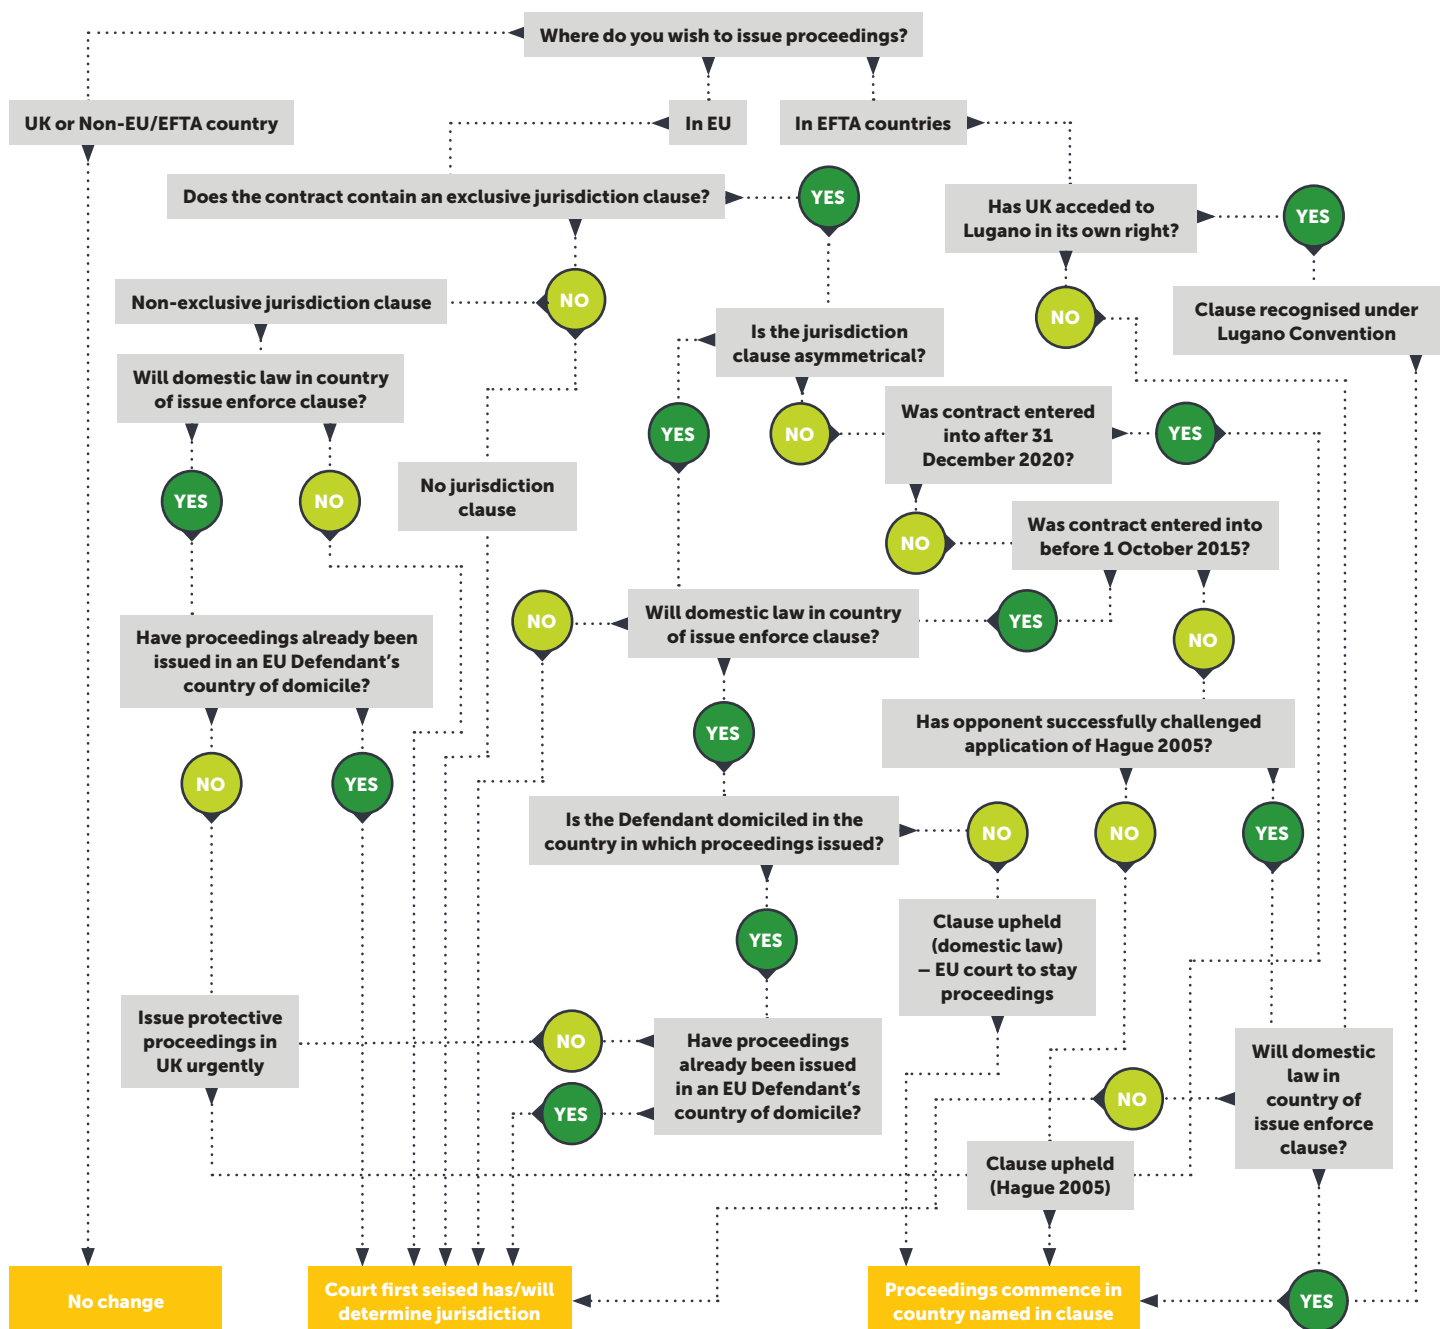 Where do you wish to issue proceedings?
UK or Non-EU/EFTA country
In EU
In EFTA countries
Does the contract contain an exclusive jurisdiction clause?
YES
Has UK acceded to
Lugano in its own right?
YES
Non-exclusive jurisdiction clause
NO
Is the jurisdiction
clause asymmetrical?
NO
Clause recognised under
Lugano Convention
Will domestic law in country
of issue enforce clause?
YES
NO
Was contract entered
into after 31
December 2020?
YES
YES
NO
No jurisdiction
clause
NO
Was contract entered into
before 1 October 2015?
Have proceedings already been
issued in an EU Defendant's
country of domicile?
NO
Will domestic law in country
of issue enforce clause?
YES
NO
NO
YES
YES
Has opponent successfully challenged
application of Hague 2005?
Is the Defendant domiciled in the
country in which proceedings issued?
NO
NO
YES
YES
Clause upheld
(domestic law)
– EU court to stay
proceedings
Issue protective
proceedings in
UK urgently
NO
YES
Have proceedings
already been issued
in an EU Defendant's
country of domicile?
NO
Will domestic
law in
country of
issue enforce
clause?
Clause upheld
(Hague 2005)
No change
Court first seised has/will
determine jurisdiction
Proceedings commence in
country named in clause
YES